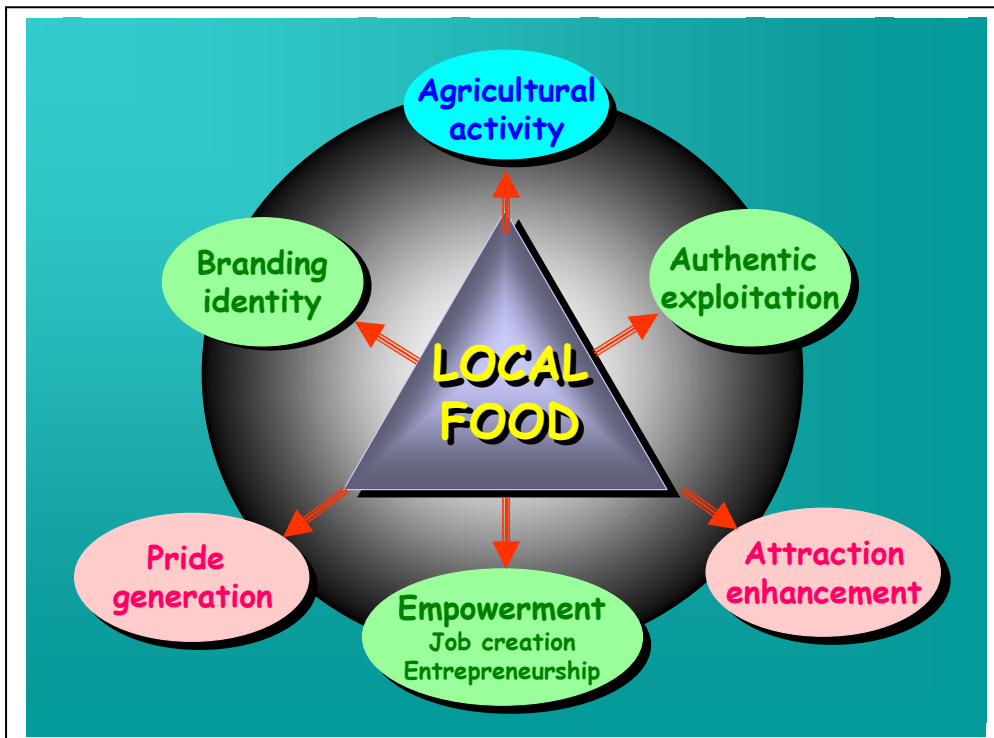 Agricultural
activity
Branding
identity
Authentic
exploitation
LOCAL
FOOD
Pride
generation
Empowerment
Job creation
Entrepreneurship
Attraction
enhancement